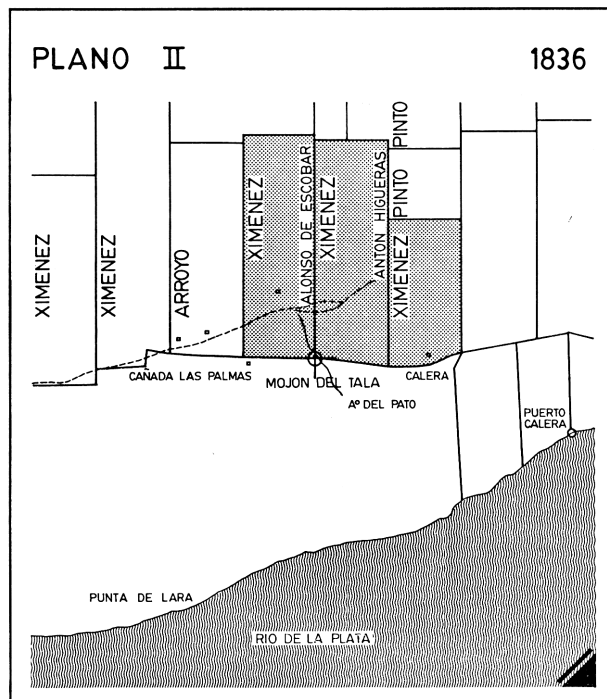 PLANO II
1836
XIMENEZ
XIMENEZ
ARROYO
XIMENEZ
ALONSO DE ESCOBAR
XIMENEZ
ANTON HIGUERAS
PINTO
PINTO
XIMENEZ
CAÑADA LAS PALMAS
MOJON DEL TALA
CALERA
Aº DEL PATO
PUERTO
CALERA
PUNTA DE LARA
RIO DE LA PLATA